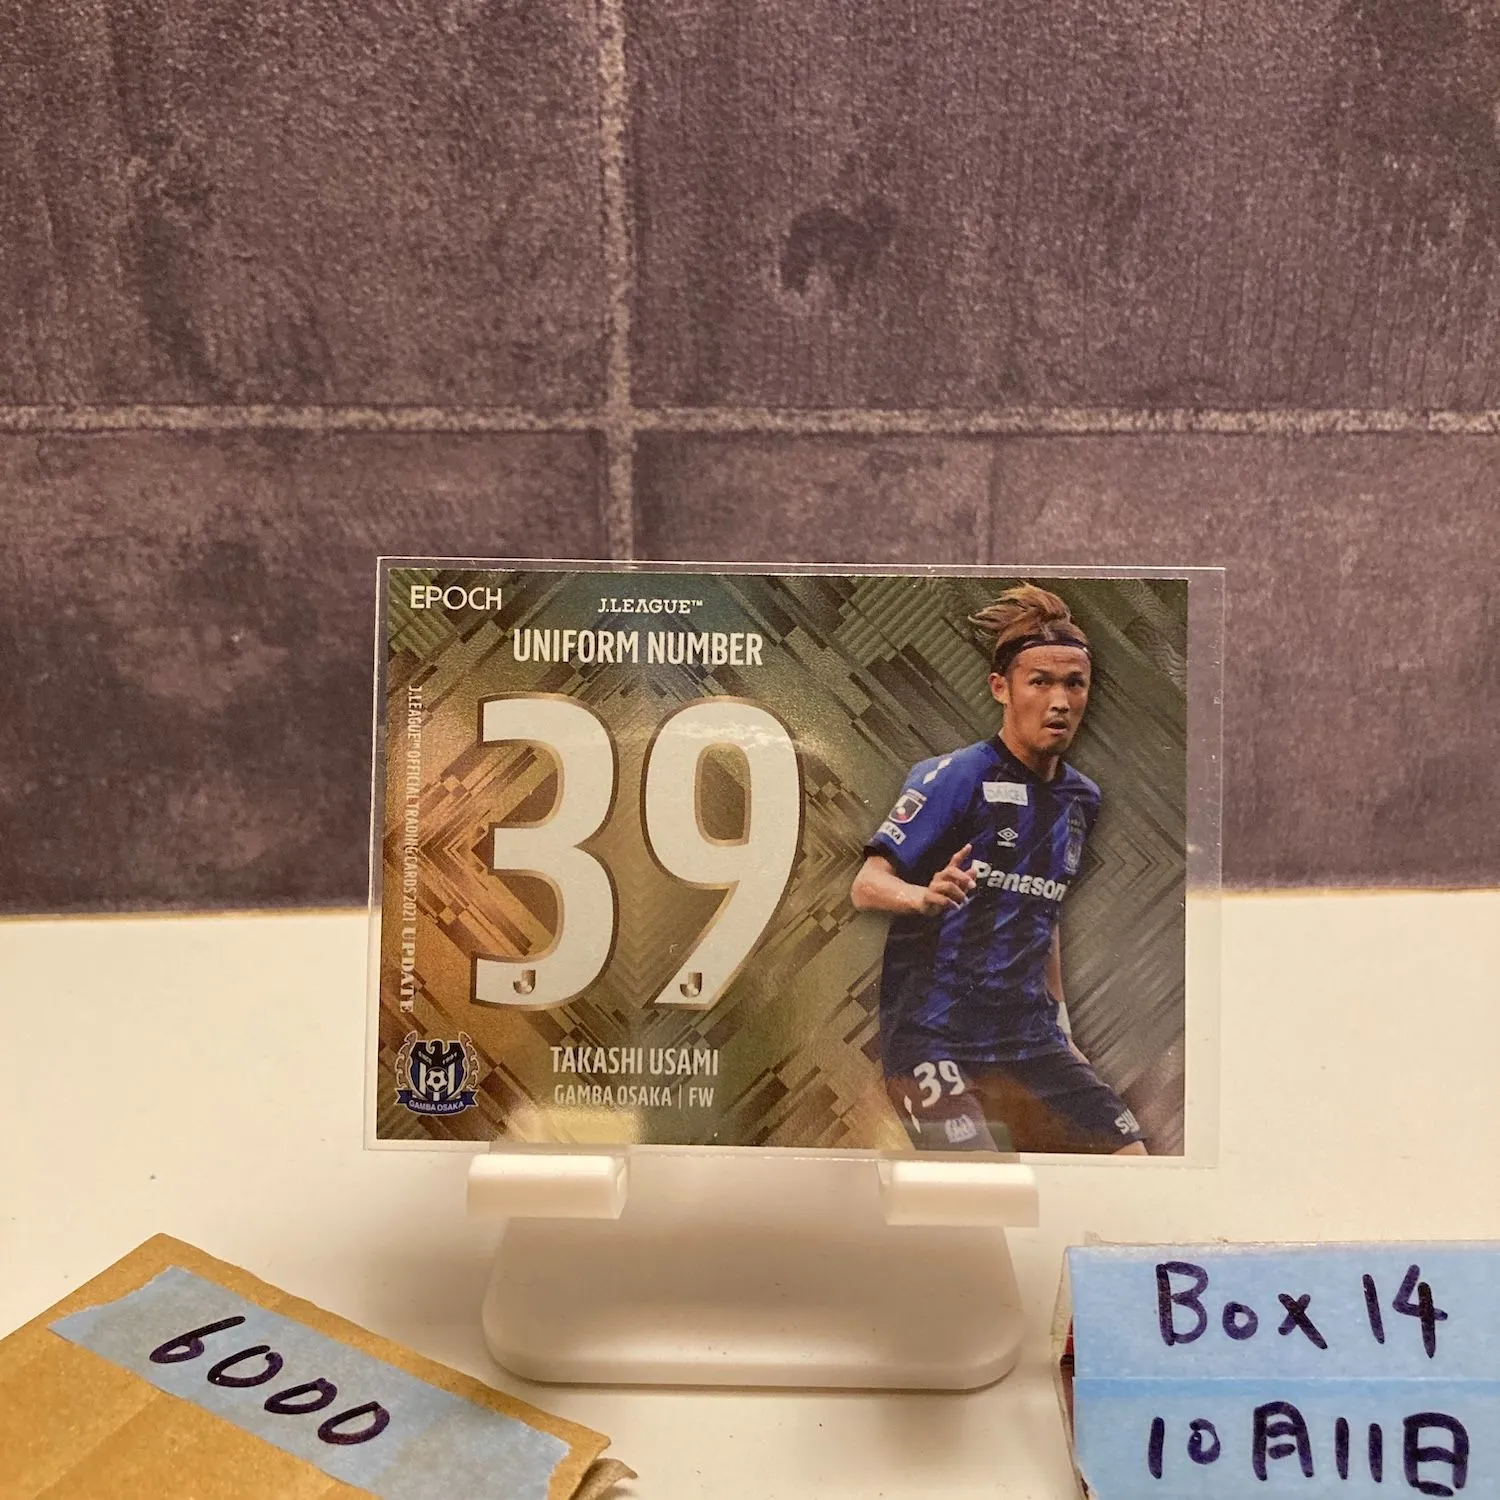 EPOCH
J.LEAGUE™
UNIFORM NUMBER
39
J.LEAGUE™ OFFICIAL TRADING CARDS 2021 UPDATE
TAKASHI USAMI
GAMBA OSAKA | FW
GAMBA OSAKA
DAICEL
Panasonic
39
6000
Box 14
10月11日